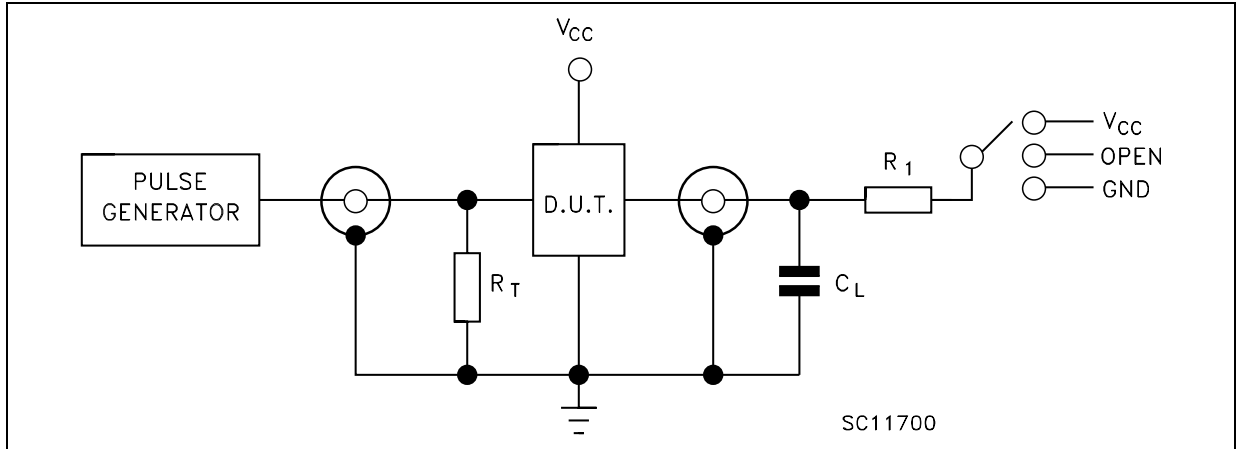 VCC
PULSE
GENERATOR
D.U.T.
RT
CL
R1
VCC
OPEN
GND
SC11700